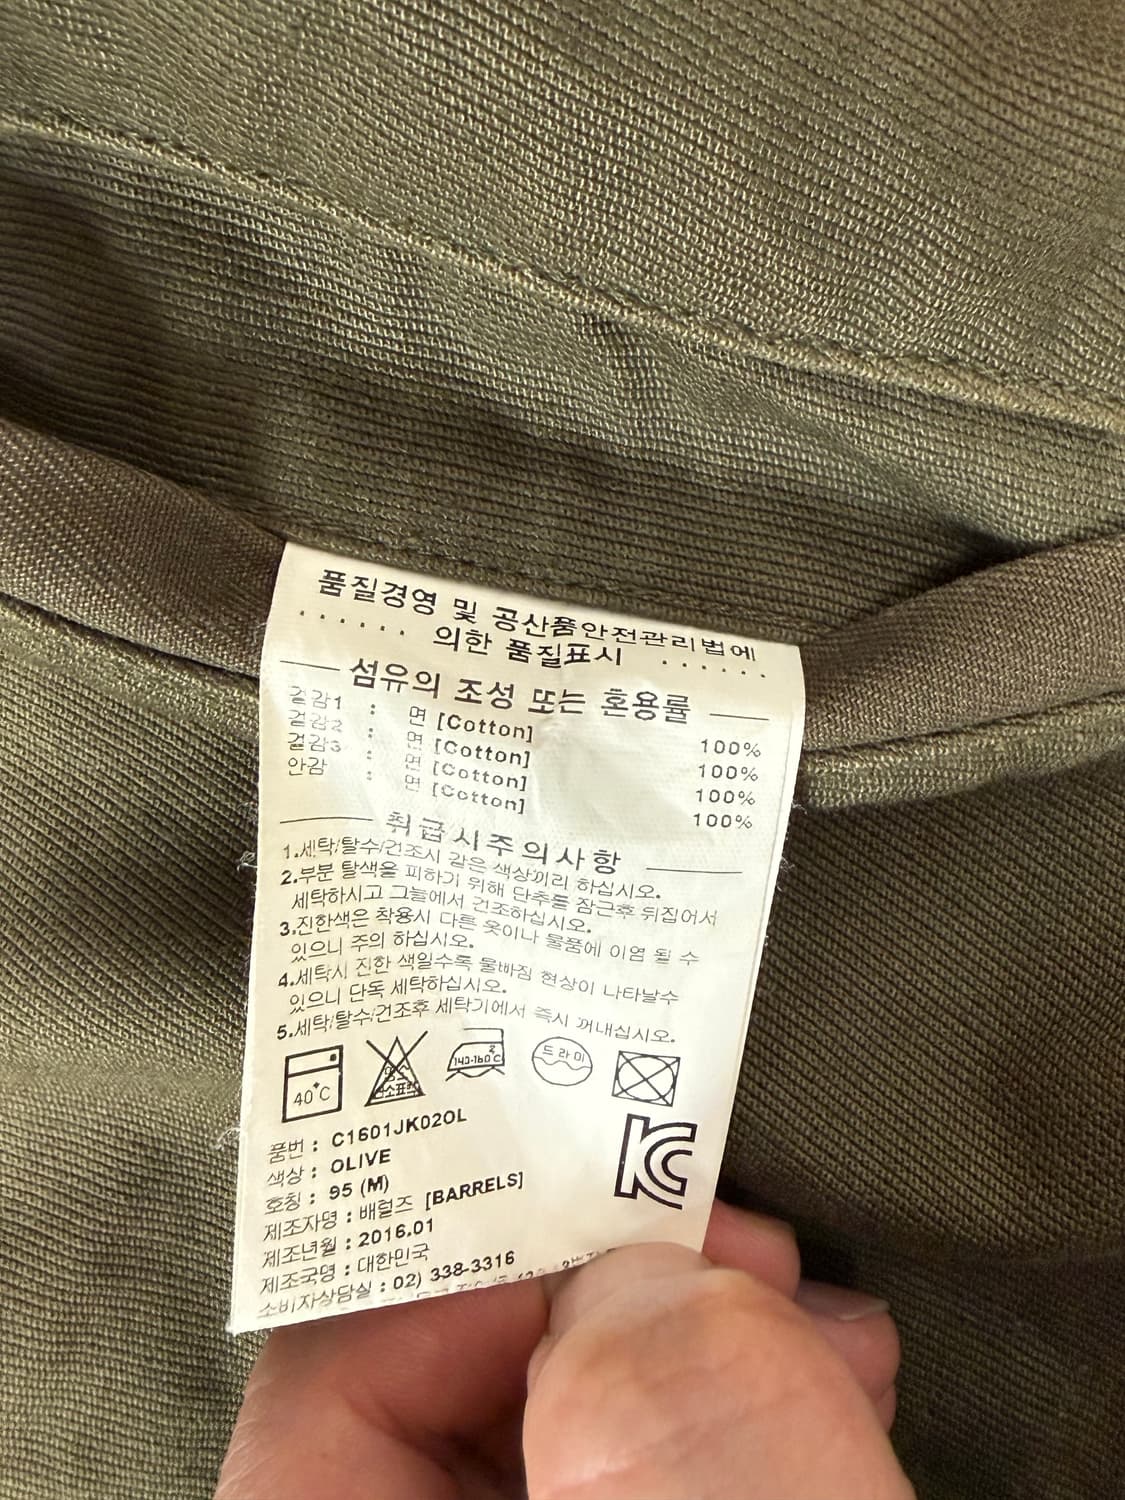 품질경영 및 공산품안전관리법에
...... 의한 품질표시 ......
섬유의 조성 또는 혼용률
겉감1 : 면 [Cotton] 100%
겉감2 : 면 [Cotton] 100%
겉감3 : 면 [Cotton] 100%
안감 : 면 [Cotton] 100%
취급시주의사항
1.세탁/탈수/건조시 같은 색상끼리 하십시오.
2.부분 탈색을 피하기 위해 단추를 잠근후 뒤집어서
세탁하시고 그늘에서 건조하십시오.
3.진한색은 착용시 다른 옷이나 물품에 이염 될 수
있으니 주의 하십시오.
4.세탁시 진한 색일수록 물빠짐 현상이 나타날수
있으니 단독 세탁하십시오.
5.세탁/탈수/건조후 세탁기에서 즉시 꺼내십시오.
40℃ 염소표백 2 140-160℃ 드라이
품번 : C1601JK02OL
색상 : OLIVE
호칭 : 95 (M)
제조자명 : 배럴즈 [BARRELS]
제조년월 : 2016.01
제조국명 : 대한민국
소비자상담실 : 02) 338-3316
KC